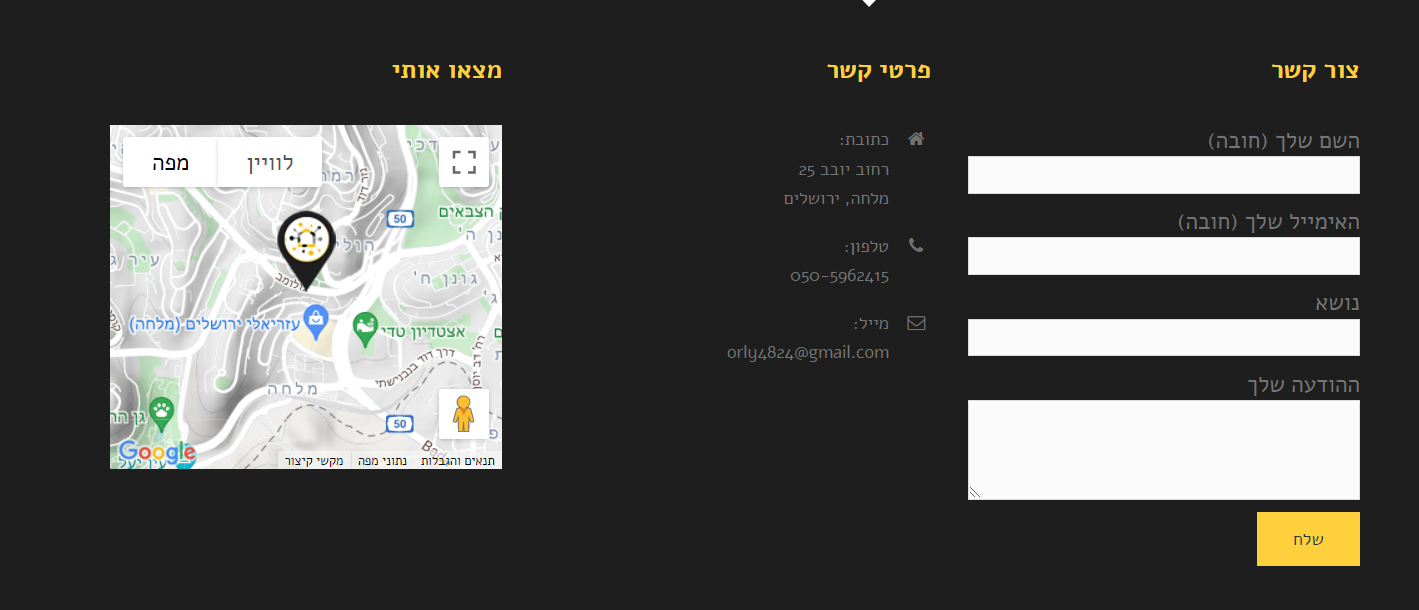 צור קשר
השם שלך (חובה)
האימייל שלך (חובה)
נושא
ההודעה שלך
שלח
פרטי קשר
כתובת:
רחוב יובב 25
מלחה, ירושלים
טלפון:
050-5962415
מייל:
orly4824@gmail.com
מצאו אותי
מפה
לוויין
50
הצבאים
גונן ח'
עיר ג
עזריאלי ירושלים (מלחה)
אצטדיון טדי
דרך דוד בנבנישתי
מלחה
50
Google
מקשי קיצור
נתוני מפה
תנאים והגבלות